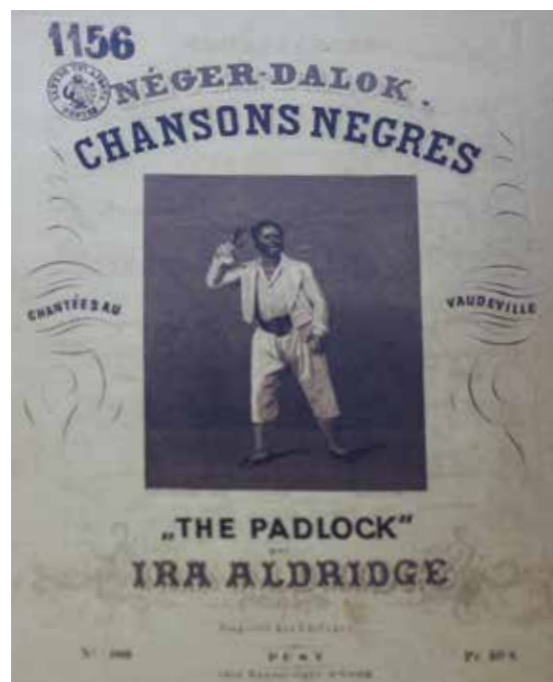 1156
NÉGER-DALOK.
CHANSONS NEGRES
CHANTÉES AU
VAUDEVILLE
„THE PADLOCK"
IRA ALDRIDGE
PEST